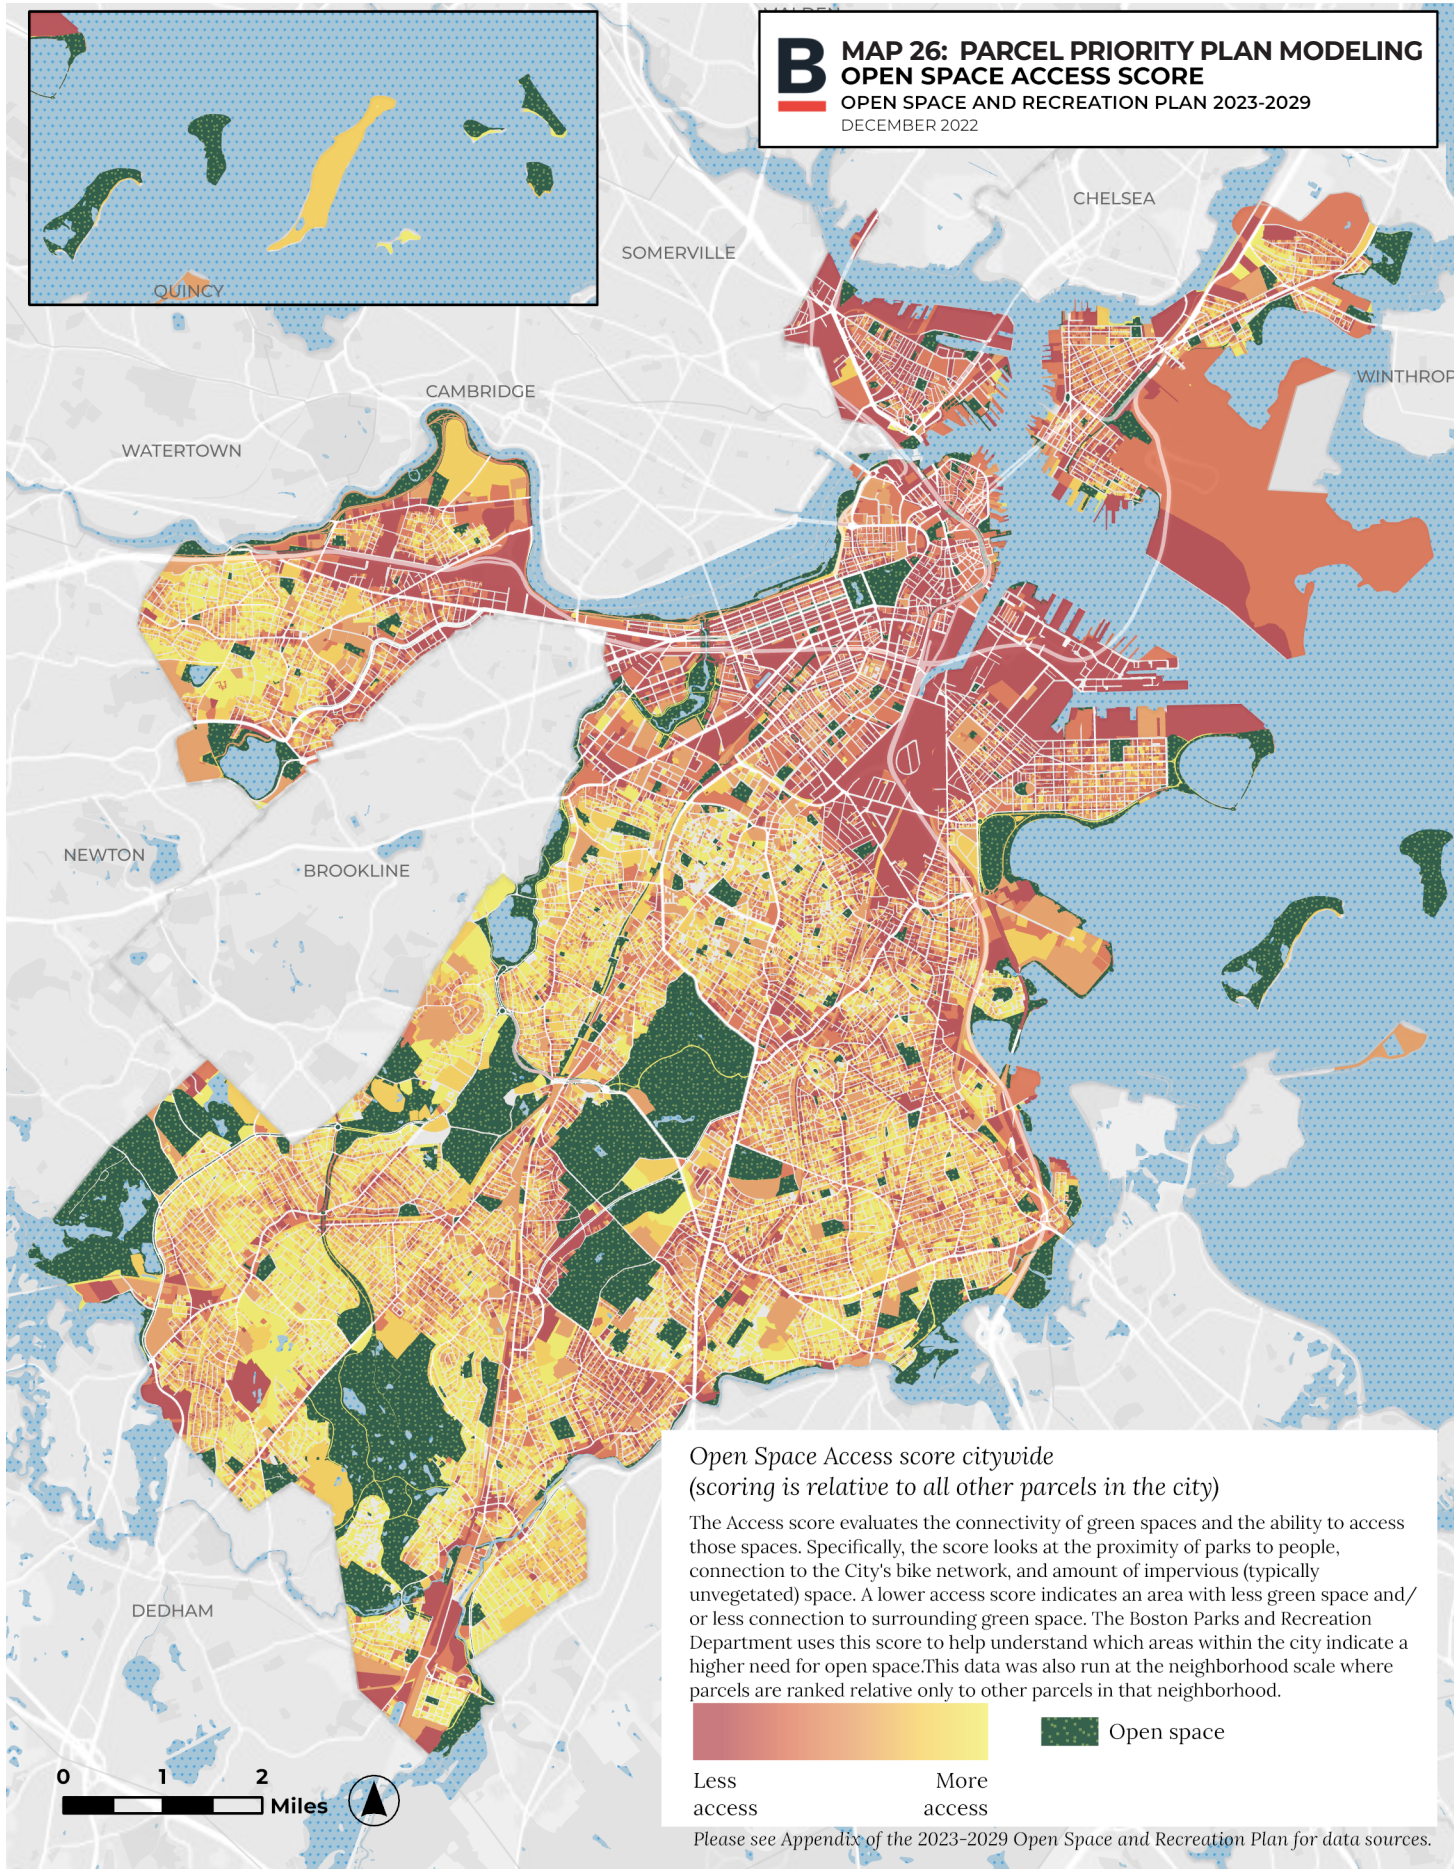 B
MAP 26: PARCEL PRIORITY PLAN MODELING
OPEN SPACE ACCESS SCORE
OPEN SPACE AND RECREATION PLAN 2023-2029
DECEMBER 2022
QUINCY
SOMERVILLE
CHELSEA
WINTHROP
CAMBRIDGE
WATERTOWN
NEWTON
BROOKLINE
DEDHAM
Open Space Access score citywide
(scoring is relative to all other parcels in the city)
The Access score evaluates the connectivity of green spaces and the ability to access
those spaces. Specifically, the score looks at the proximity of parks to people,
connection to the City's bike network, and amount of impervious (typically
unvegetated) space. A lower access score indicates an area with less green space and/
or less connection to surrounding green space. The Boston Parks and Recreation
Department uses this score to help understand which areas within the city indicate a
higher need for open space.This data was also run at the neighborhood scale where
parcels are ranked relative only to other parcels in that neighborhood.
Open space
Less access
More access
0 1 2
Miles
Please see Appendix of the 2023-2029 Open Space and Recreation Plan for data sources.